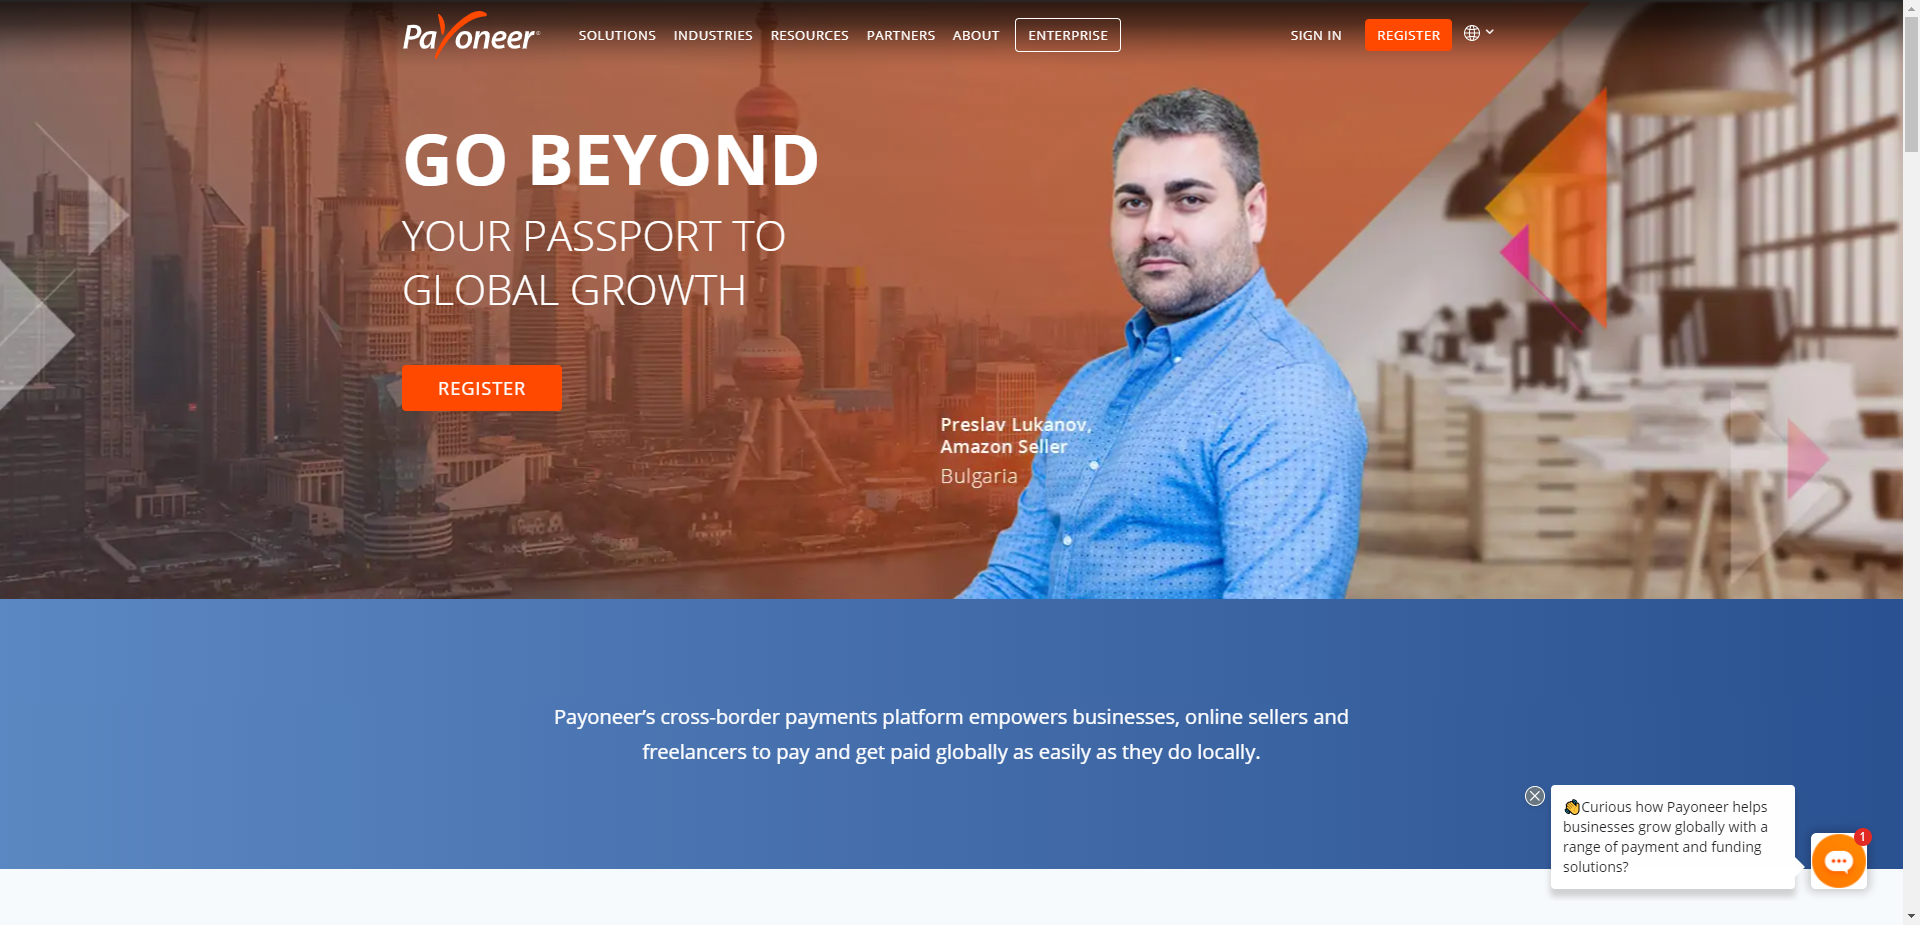 Payoneer
SOLUTIONS
INDUSTRIES
RESOURCES
PARTNERS
ABOUT
ENTERPRISE
SIGN IN
REGISTER
GO BEYOND
YOUR PASSPORT TO
GLOBAL GROWTH
REGISTER
Preslav Lukanov,
Amazon Seller
Bulgaria
Payoneer’s cross-border payments platform empowers businesses, online sellers and
freelancers to pay and get paid globally as easily as they do locally.
👋Curious how Payoneer helps
businesses grow globally with a
range of payment and funding
solutions?
1